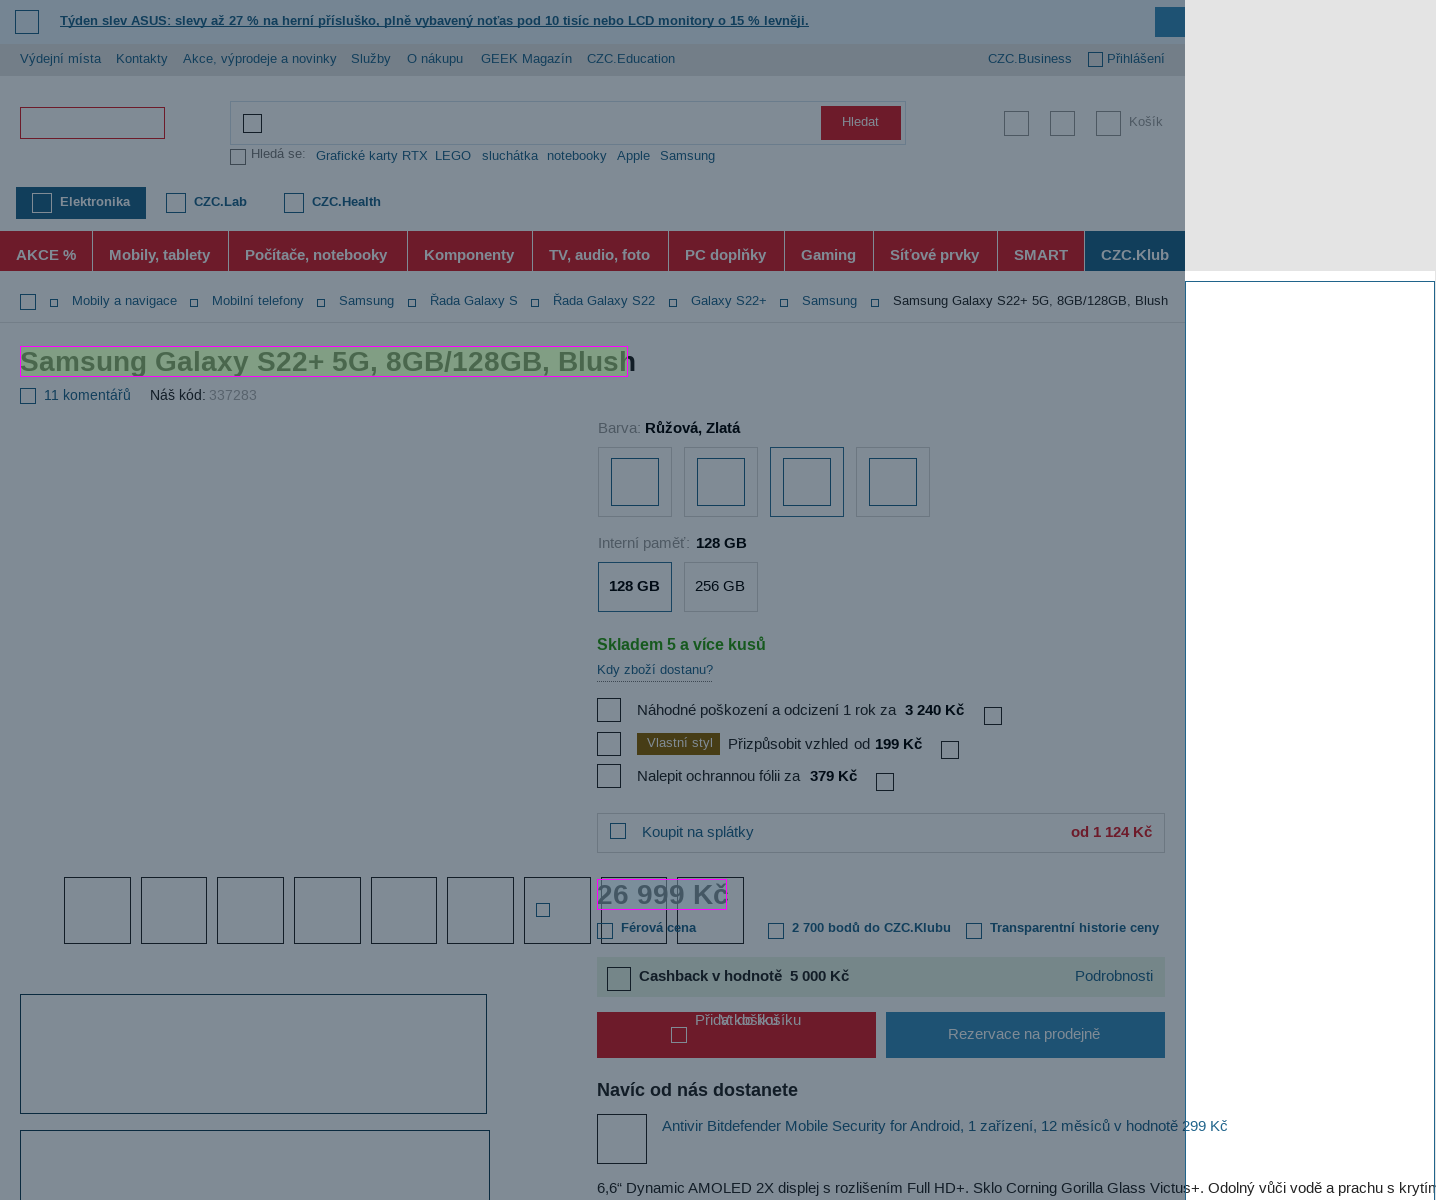 Týden slev ASUS: slevy až 27 % na herní přísluško, plně vybavený noťas pod 10 tisíc nebo LCD monitory o 15 % levněji.
Výdejní místa Kontakty Akce, výprodeje a novinky Služby O nákupu GEEK Magazín CZC.Education CZC.Business Přihlášení
Hledat Košík
Hledá se: Grafické karty RTX LEGO sluchátka notebooky Apple Samsung
Elektronika CZC.Lab CZC.Health
AKCE % Mobily, tablety Počítače, notebooky Komponenty TV, audio, foto PC doplňky Gaming Síťové prvky SMART CZC.Klub
Mobily a navigace Mobilní telefony Samsung Řada Galaxy S Řada Galaxy S22 Galaxy S22+ Samsung Samsung Galaxy S22+ 5G, 8GB/128GB, Blush
Samsung Galaxy S22+ 5G, 8GB/128GB, Blush
11 komentářů Náš kód: 337283
Barva: Růžová, Zlatá
Interní paměť: 128 GB
128 GB 256 GB
Skladem 5 a více kusů
Kdy zboží dostanu?
Náhodné poškození a odcizení 1 rok za 3 240 Kč
Vlastní styl Přizpůsobit vzhled od 199 Kč
Nalepit ochrannou fólii za 379 Kč
Koupit na splátky od 1 124 Kč
26 999 Kč
Férová cena 2 700 bodů do CZC.Klubu Transparentní historie ceny
Cashback v hodnotě 5 000 Kč Podrobnosti
Přidat do košíku V košíku
Rezervace na prodejně
Navíc od nás dostanete
Antivir Bitdefender Mobile Security for Android, 1 zařízení, 12 měsíců v hodnotě 299 Kč
6,6“ Dynamic AMOLED 2X displej s rozlišením Full HD+. Sklo Corning Gorilla Glass Victus+. Odolný vůči vodě a prachu s krytím